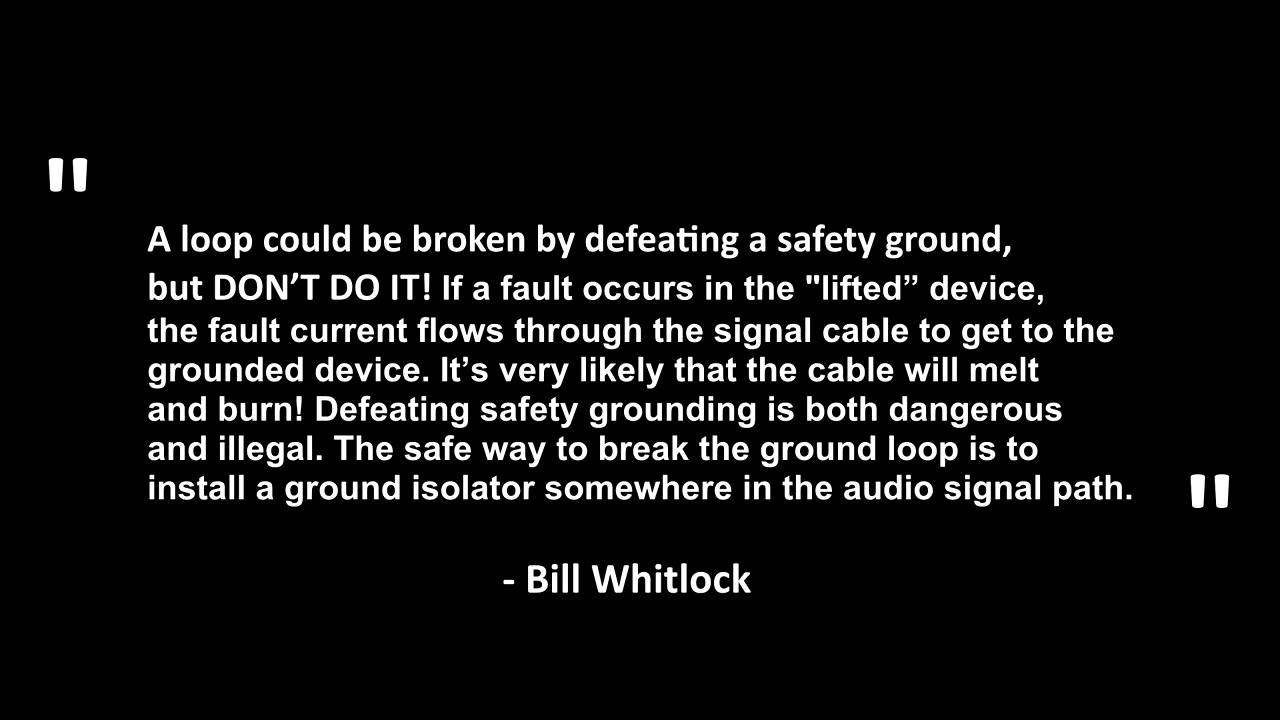 "
A loop could be broken by defeating a safety ground,
but DON’T DO IT! If a fault occurs in the "lifted” device,
the fault current flows through the signal cable to get to the
grounded device. It’s very likely that the cable will melt
and burn! Defeating safety grounding is both dangerous
and illegal. The safe way to break the ground loop is to
install a ground isolator somewhere in the audio signal path.
"
- Bill Whitlock